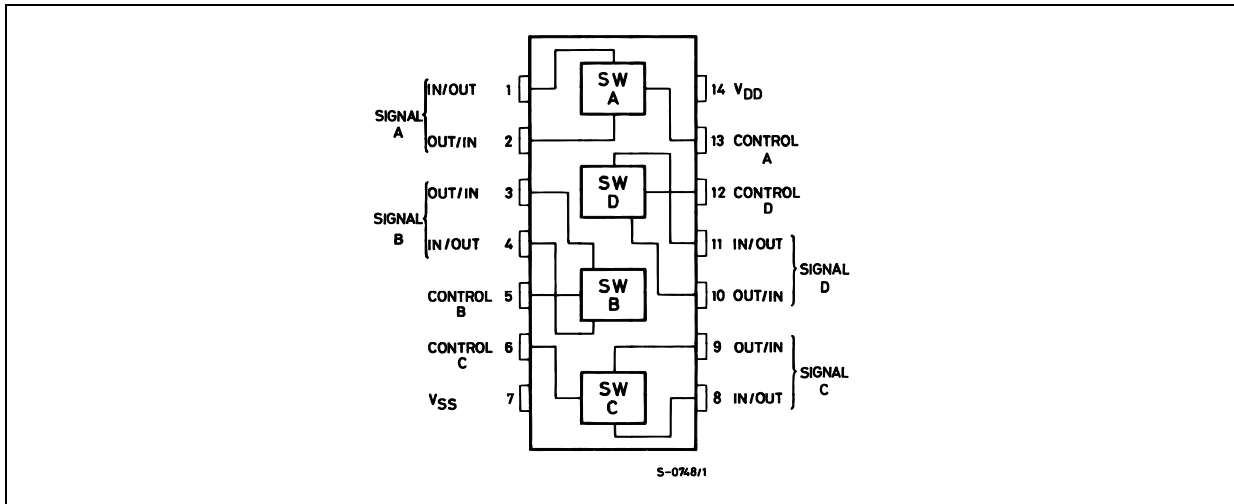 IN/OUT 1
SIGNAL A
OUT/IN 2
OUT/IN 3
SIGNAL B
IN/OUT 4
CONTROL B 5
CONTROL C 6
VSS 7
SW A
SW D
SW B
SW C
14 VDD
13 CONTROL A
12 CONTROL D
11 IN/OUT
SIGNAL D
10 OUT/IN
9 OUT/IN
SIGNAL C
8 IN/OUT
S-0748/1